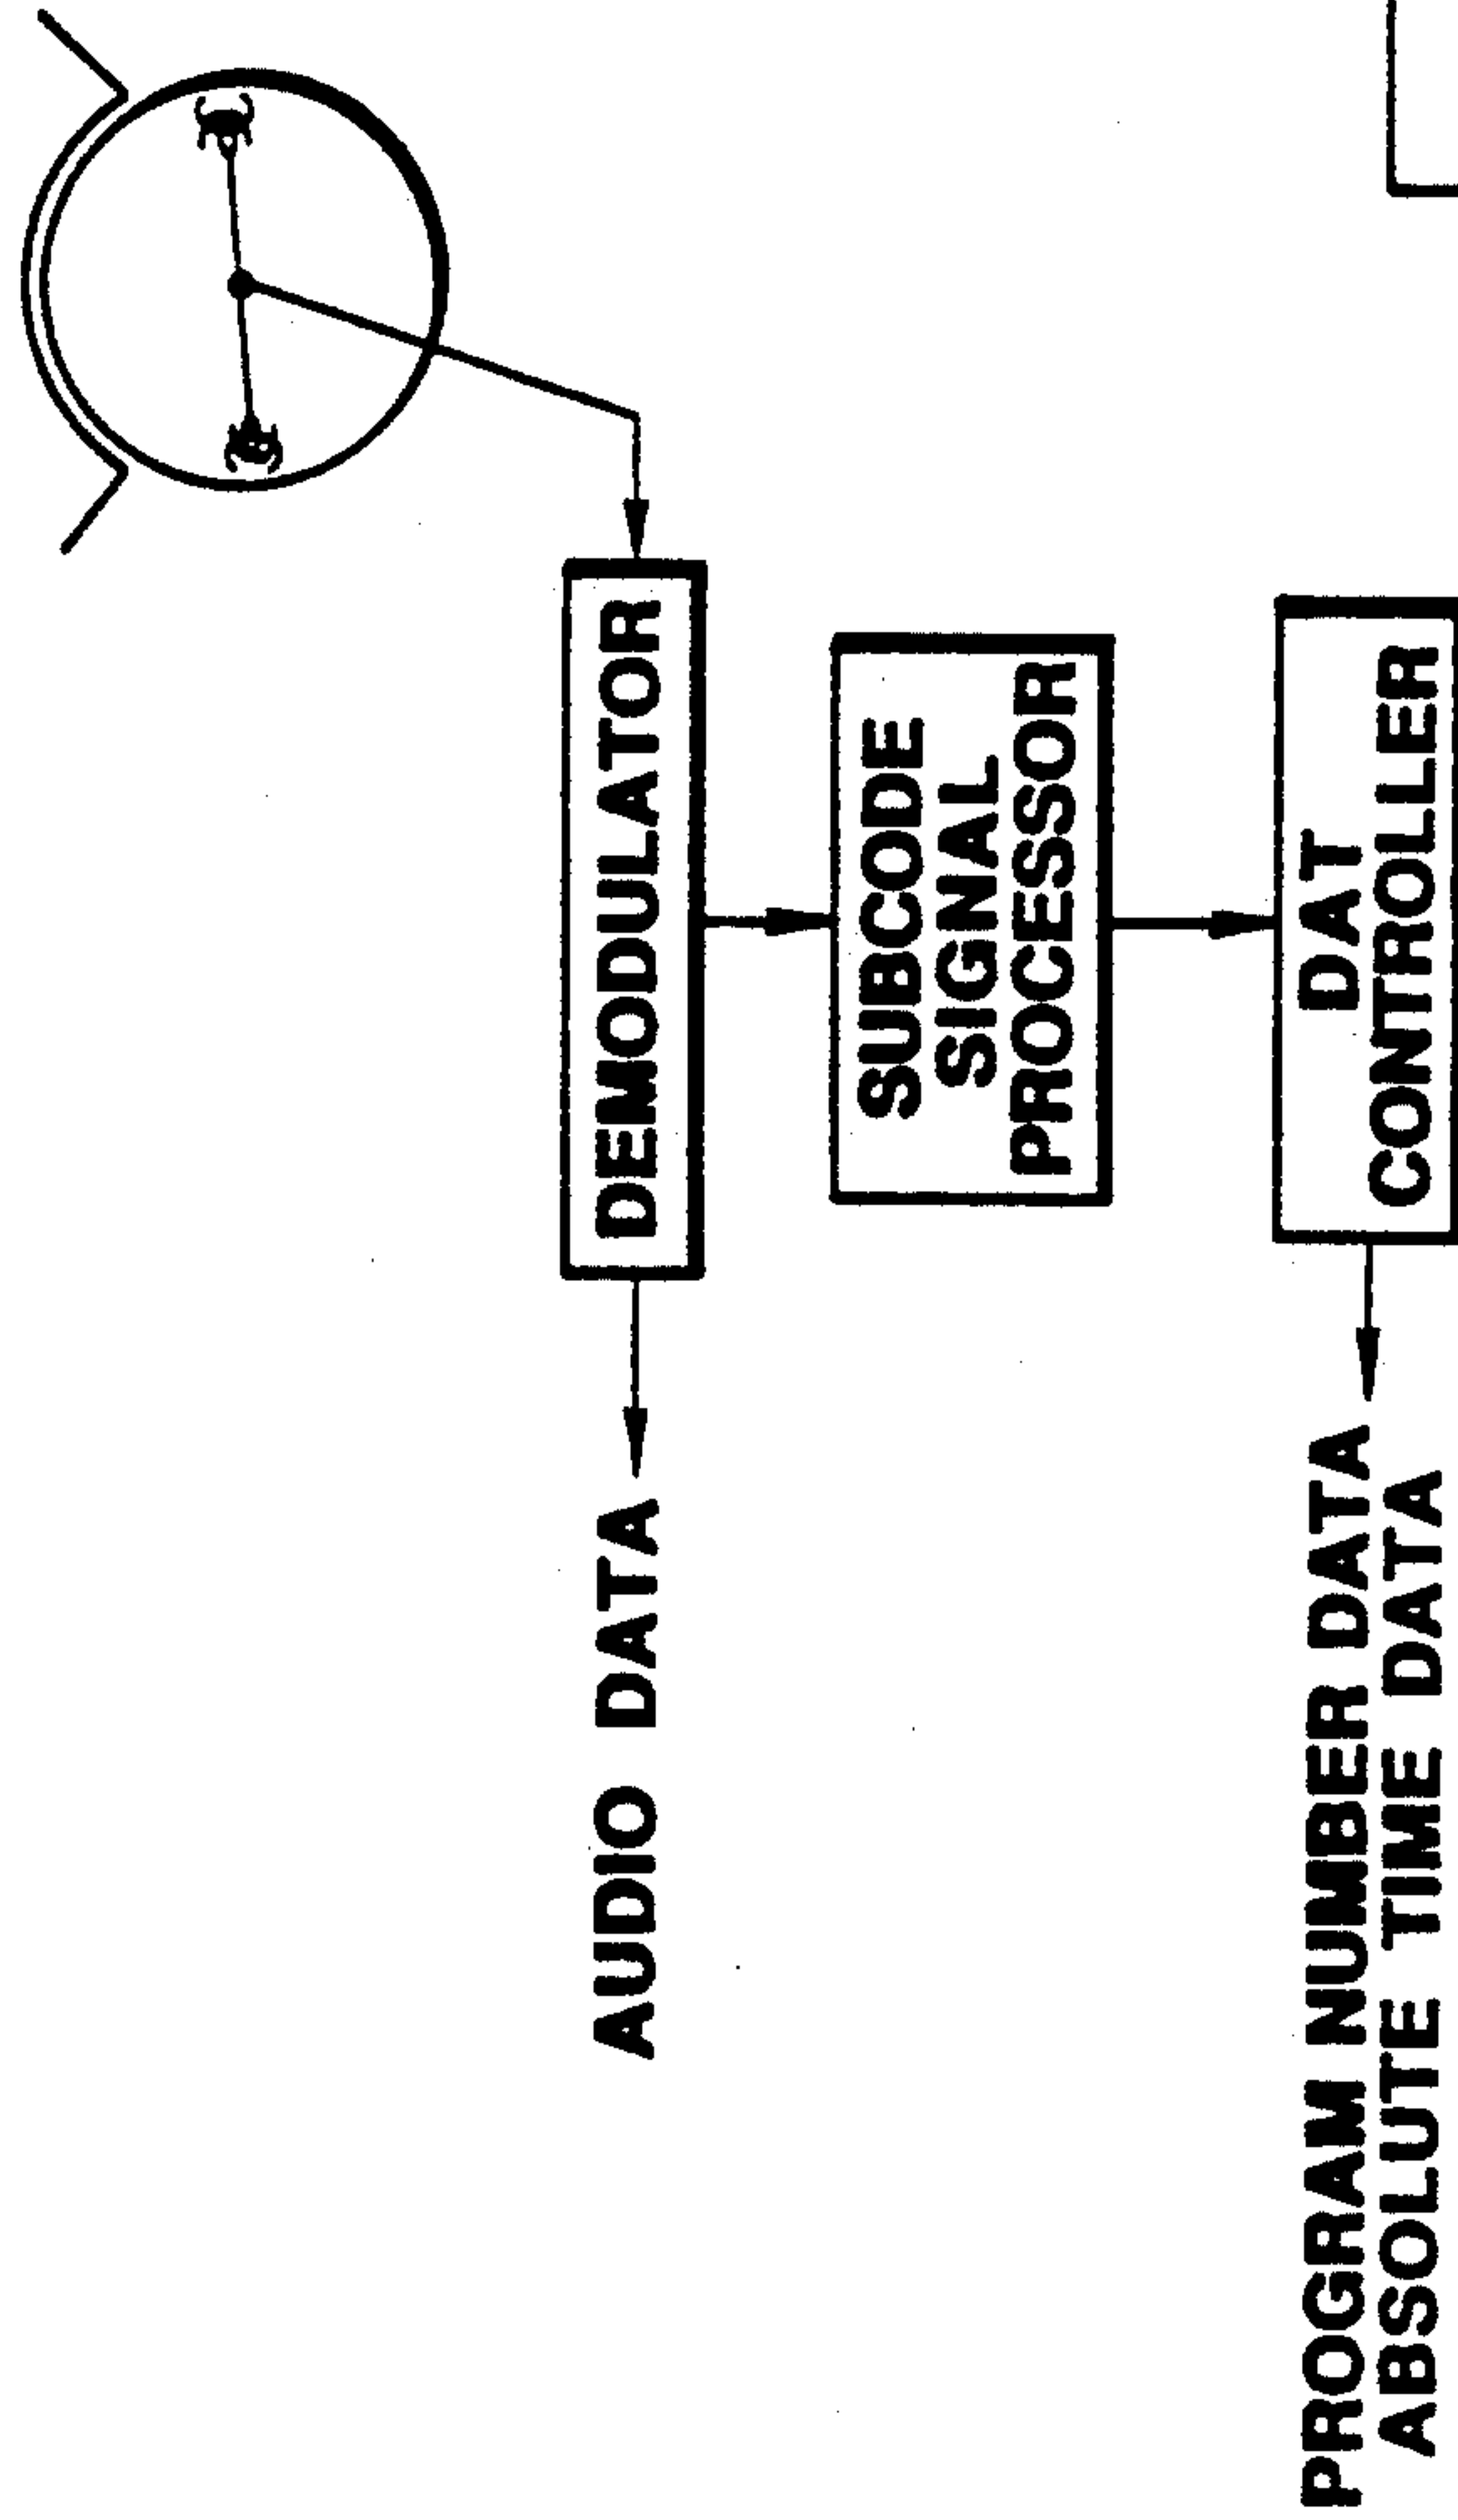 DEMODULATOR
AUDIO DATA
SUBCODE
SIGNAL
PROCESSOR
DAT
CONTROLLER
PROGRAM NUMBER DATA
ABSOLUTE TIME DATA